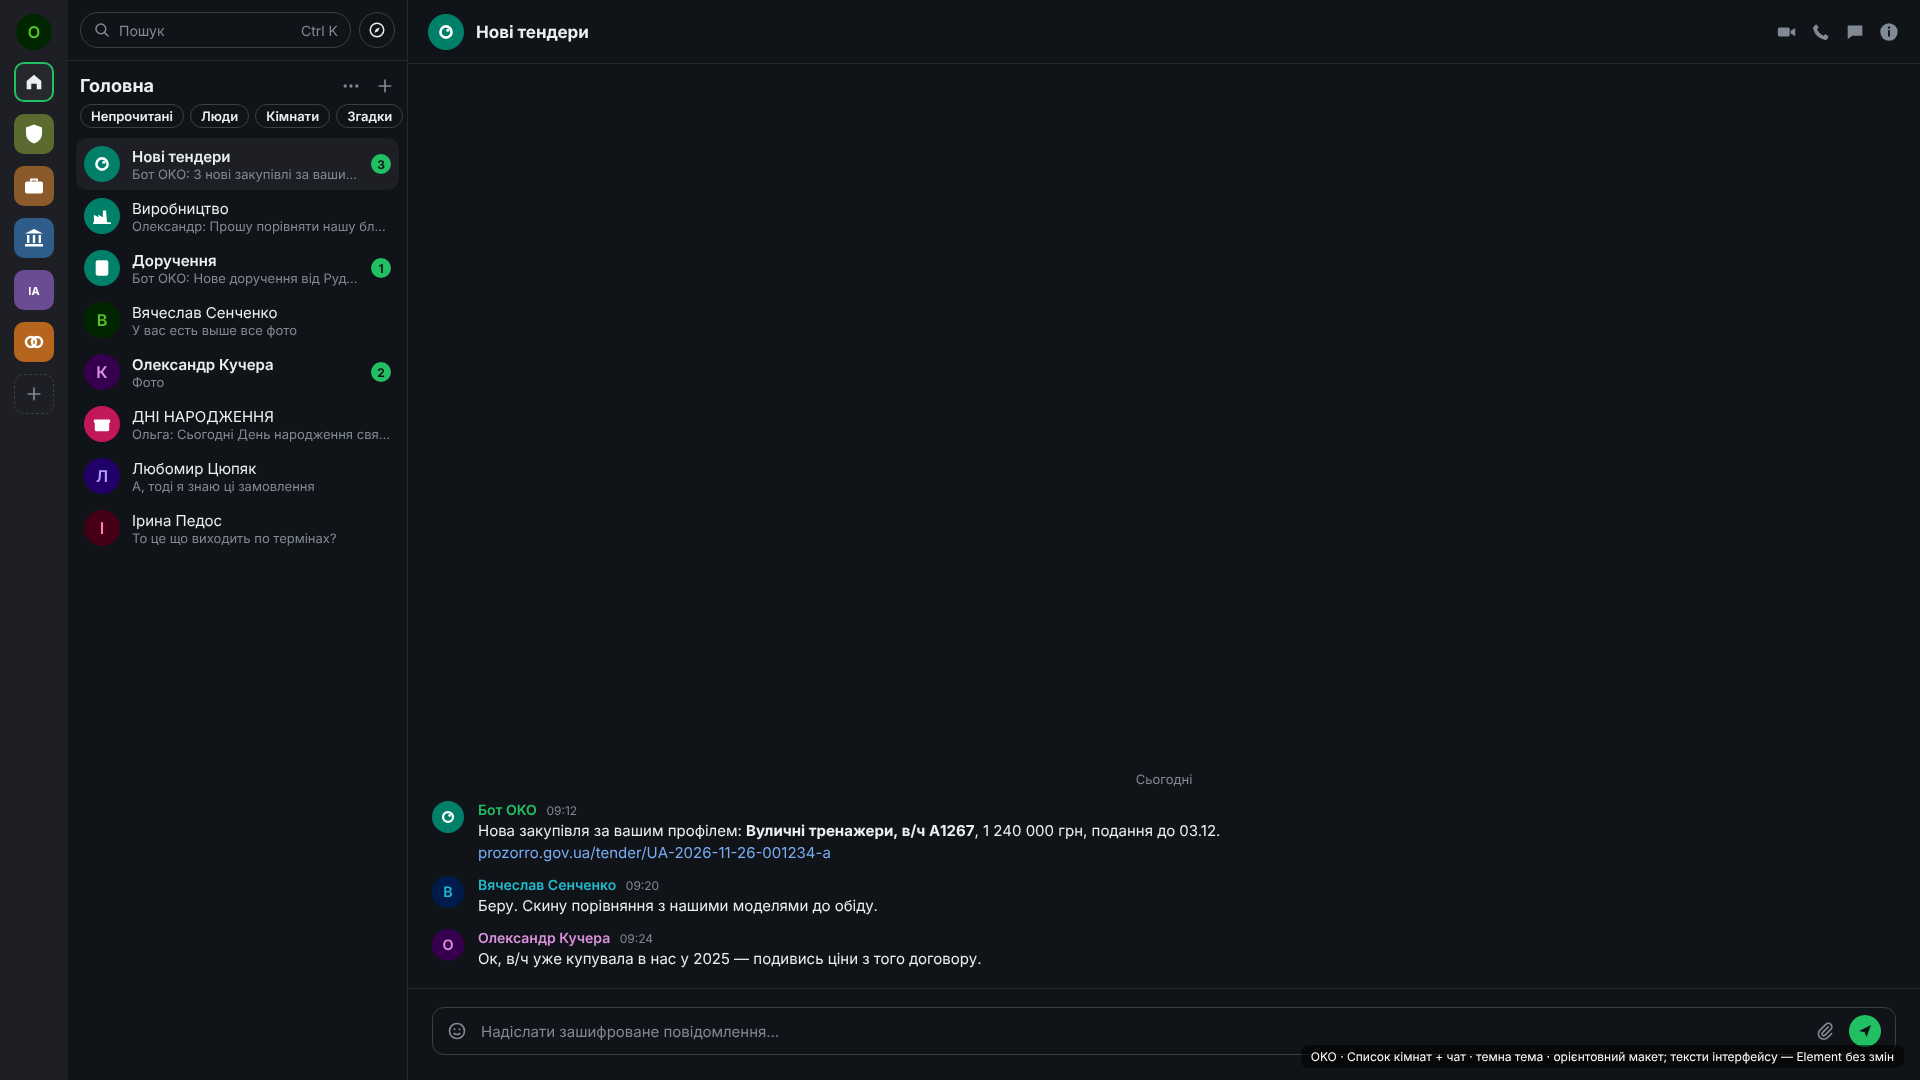 O
Пошук
Ctrl K
Нові тендери
Головна
Непрочитані
Люди
Кімнати
Згадки
Нові тендери
Бот ОКО: 3 нові закупівлі за ваши...
3
Виробництво
Олександр: Прошу порівняти нашу бл...
Доручення
Бот ОКО: Нове доручення від Руд...
1
В
Вячеслав Сенченко
У вас есть выше все фото
IA
К
Олександр Кучера
Фото
2
ДНІ НАРОДЖЕННЯ
Ольга: Сьогодні День народження свя...
Л
Любомир Цюпяк
А, тоді я знаю ці замовлення
І
Ірина Педос
То це що виходить по термінах?
Сьогодні
Бот ОКО 09:12
Нова закупівля за вашим профілем: Вуличні тренажери, в/ч А1267, 1 240 000 грн, подання до 03.12.
prozorro.gov.ua/tender/UA-2026-11-26-001234-a
В
Вячеслав Сенченко 09:20
Беру. Скину порівняння з нашими моделями до обіду.
О
Олександр Кучера 09:24
Ок, в/ч уже купувала в нас у 2025 — подивись ціни з того договору.
Надіслати зашифроване повідомлення...
ОКО · Список кімнат + чат · темна тема · орієнтовний макет; тексти інтерфейсу — Element без змін